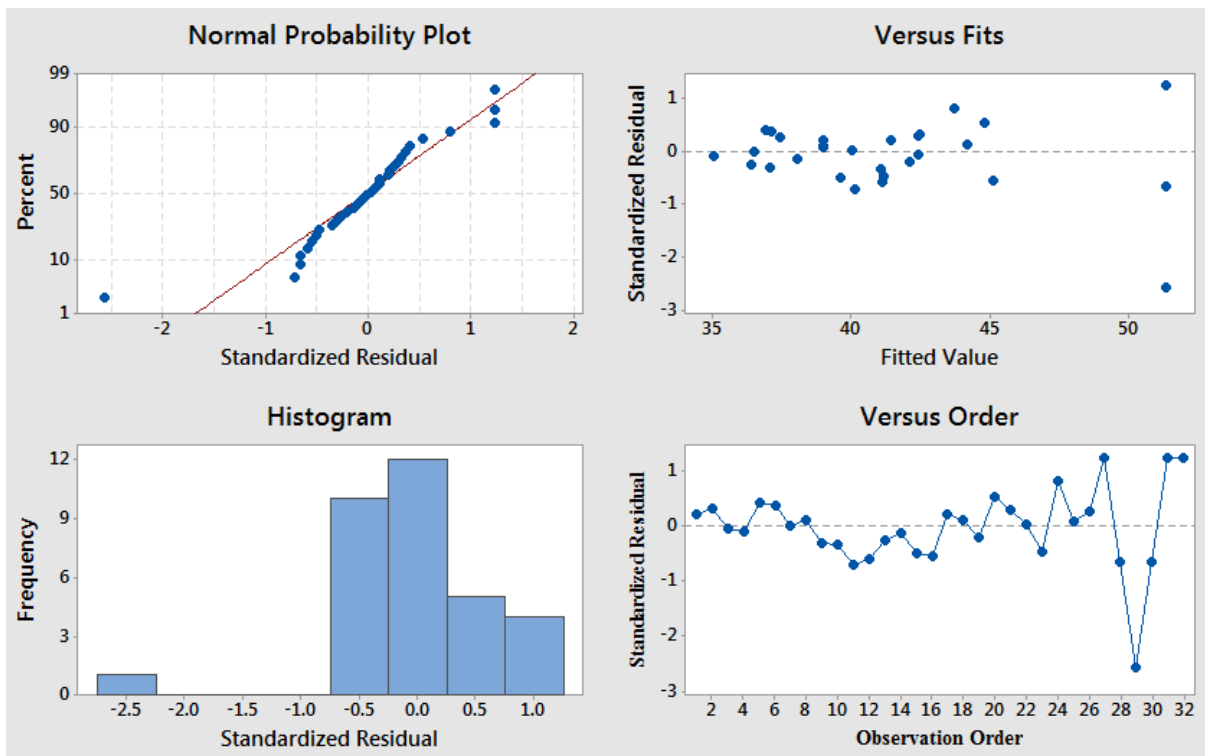 Normal Probability Plot
99
90
50
10
1
Percent
-2 -1 0 1 2
Standardized Residual
Versus Fits
1
0
-1
-2
-3
Standardized Residual
35 40 45 50
Fitted Value
Histogram
12
9
6
3
0
Frequency
-2.5 -2.0 -1.5 -1.0 -0.5 0.0 0.5 1.0
Standardized Residual
Versus Order
1
0
-1
-2
-3
Standardized Residual
2 4 6 8 10 12 14 16 18 20 22 24 26 28 30 32
Observation Order